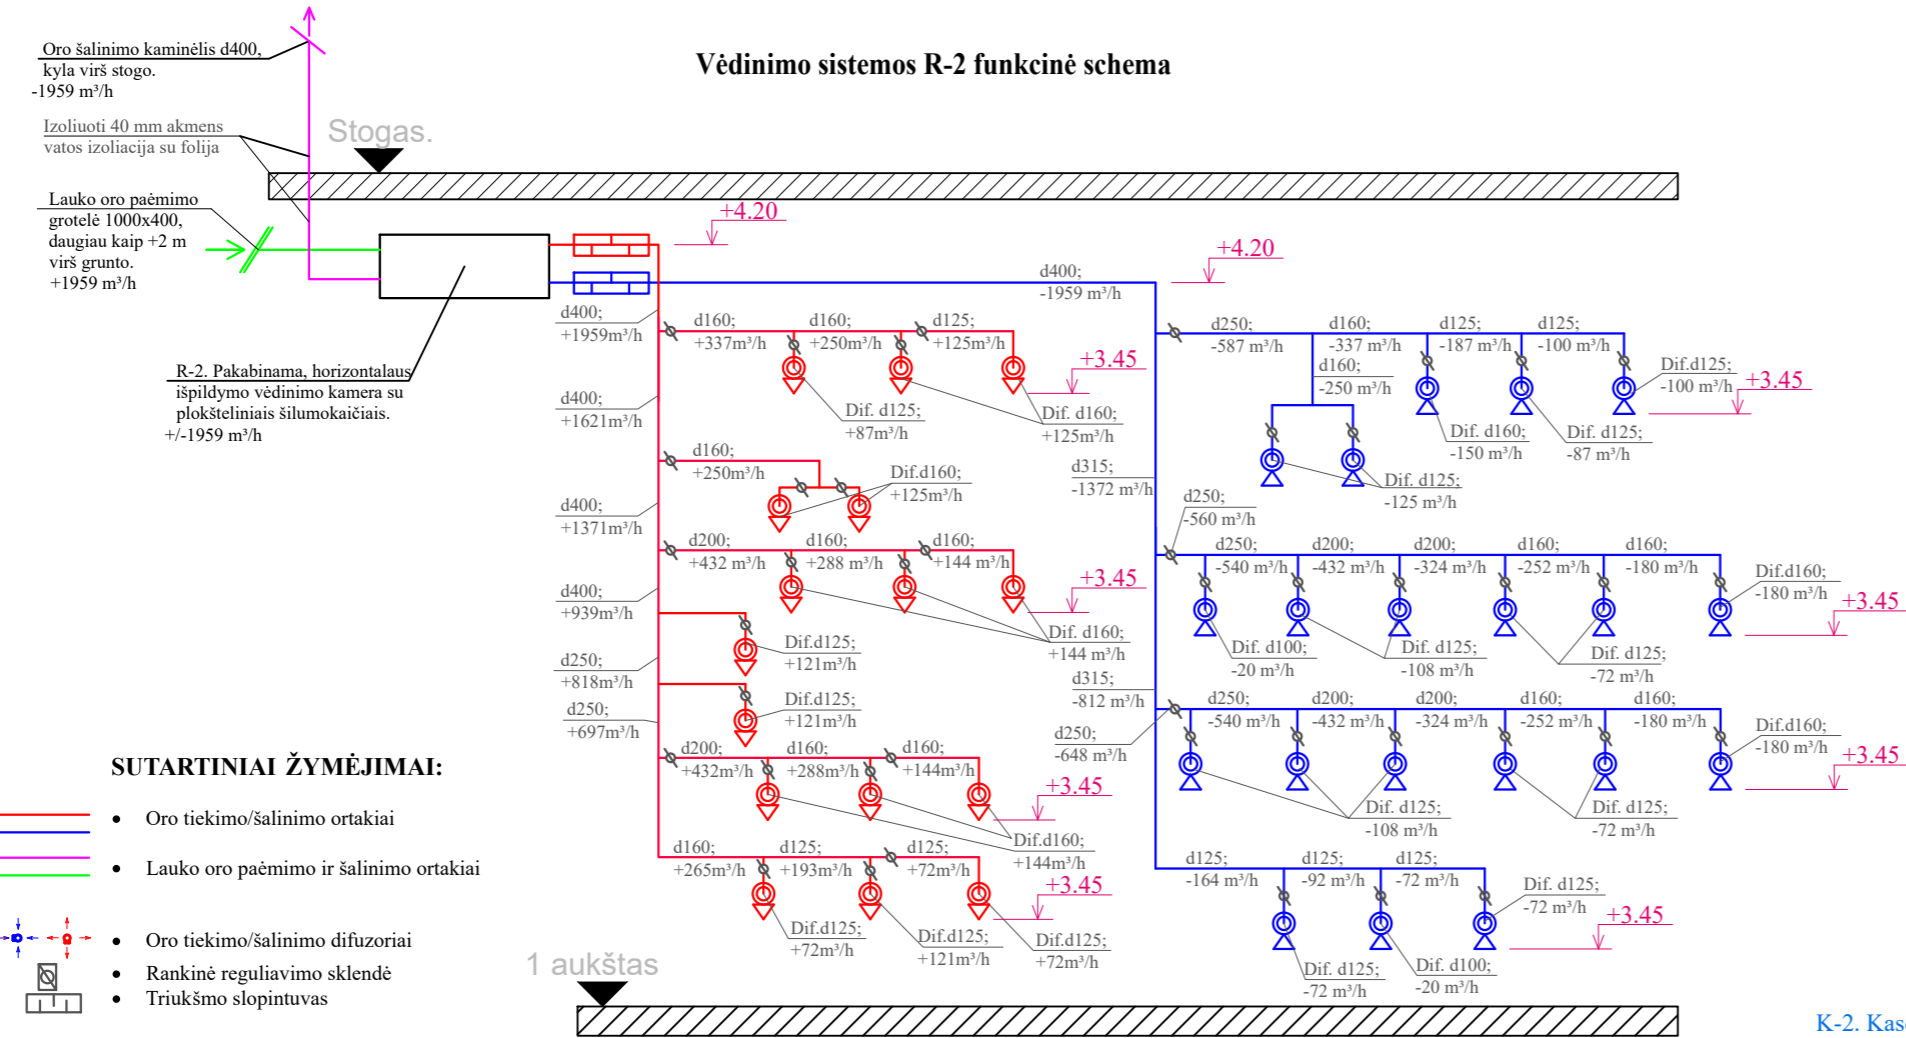 Vėdinimo sistemos R-2 funkcinė schema
Oro šalinimo kaminėlis d400,
kyla virš stogo.
-1959 m³/h
Izoliuoti 40 mm akmens
vatos izoliacija su folija
Stogas.
Lauko oro paėmimo
grotelė 1000x400,
daugiau kaip +2 m
virš grunto.
+1959 m³/h
R-2. Pakabinama, horizontalaus
išpildymo vėdinimo kamera su
plokšteliniais šilumokaičiais.
+/-1959 m³/h
+4.20
d400;
+1959m³/h
d160;
+337m³/h
d160;
+250m³/h
d125;
+125m³/h
+3.45
Dif. d125;
+87m³/h
Dif. d160;
+125m³/h
d400;
+1621m³/h
d160;
+250m³/h
Dif.d160;
+125m³/h
d400;
+1371m³/h
d200;
+432 m³/h
d160;
+288 m³/h
d160;
+144 m³/h
+3.45
Dif. d160;
+144 m³/h
d400;
+939m³/h
Dif.d125;
+121m³/h
d250;
+818m³/h
Dif.d125;
+121m³/h
d250;
+697m³/h
d200;
+432m³/h
d160;
+288m³/h
d160;
+144m³/h
+3.45
Dif.d160;
+144m³/h
d160;
+265m³/h
d125;
+193m³/h
d125;
+72m³/h
+3.45
Dif.d125;
+72m³/h
Dif.d125;
+121m³/h
Dif.d125;
+72m³/h
d400;
-1959 m³/h
+4.20
d250;
-587 m³/h
d160;
-337 m³/h
d125;
-187 m³/h
d125;
-100 m³/h
d160;
-250 m³/h
Dif.d125;
-100 m³/h
+3.45
Dif. d160;
-150 m³/h
Dif. d125;
-87 m³/h
Dif. d125;
-125 m³/h
d315;
-1372 m³/h
d250;
-560 m³/h
d250;
-540 m³/h
d200;
-432 m³/h
d200;
-324 m³/h
d160;
-252 m³/h
d160;
-180 m³/h
Dif.d160;
-180 m³/h
+3.45
Dif. d100;
-20 m³/h
Dif. d125;
-108 m³/h
Dif. d125;
-72 m³/h
d315;
-812 m³/h
d250;
-648 m³/h
d250;
-540 m³/h
d200;
-432 m³/h
d200;
-324 m³/h
d160;
-252 m³/h
d160;
-180 m³/h
Dif.d160;
-180 m³/h
+3.45
Dif. d125;
-108 m³/h
Dif. d125;
-72 m³/h
d125;
-164 m³/h
d125;
-92 m³/h
d125;
-72 m³/h
Dif. d125;
-72 m³/h
+3.45
Dif. d125;
-72 m³/h
Dif. d100;
-20 m³/h
SUTARTINIAI ŽYMĖJIMAI:
• Oro tiekimo/šalinimo ortakiai
• Lauko oro paėmimo ir šalinimo ortakiai
• Oro tiekimo/šalinimo difuzoriai
• Rankinė reguliavimo sklendė
• Triukšmo slopintuvas
1 aukštas